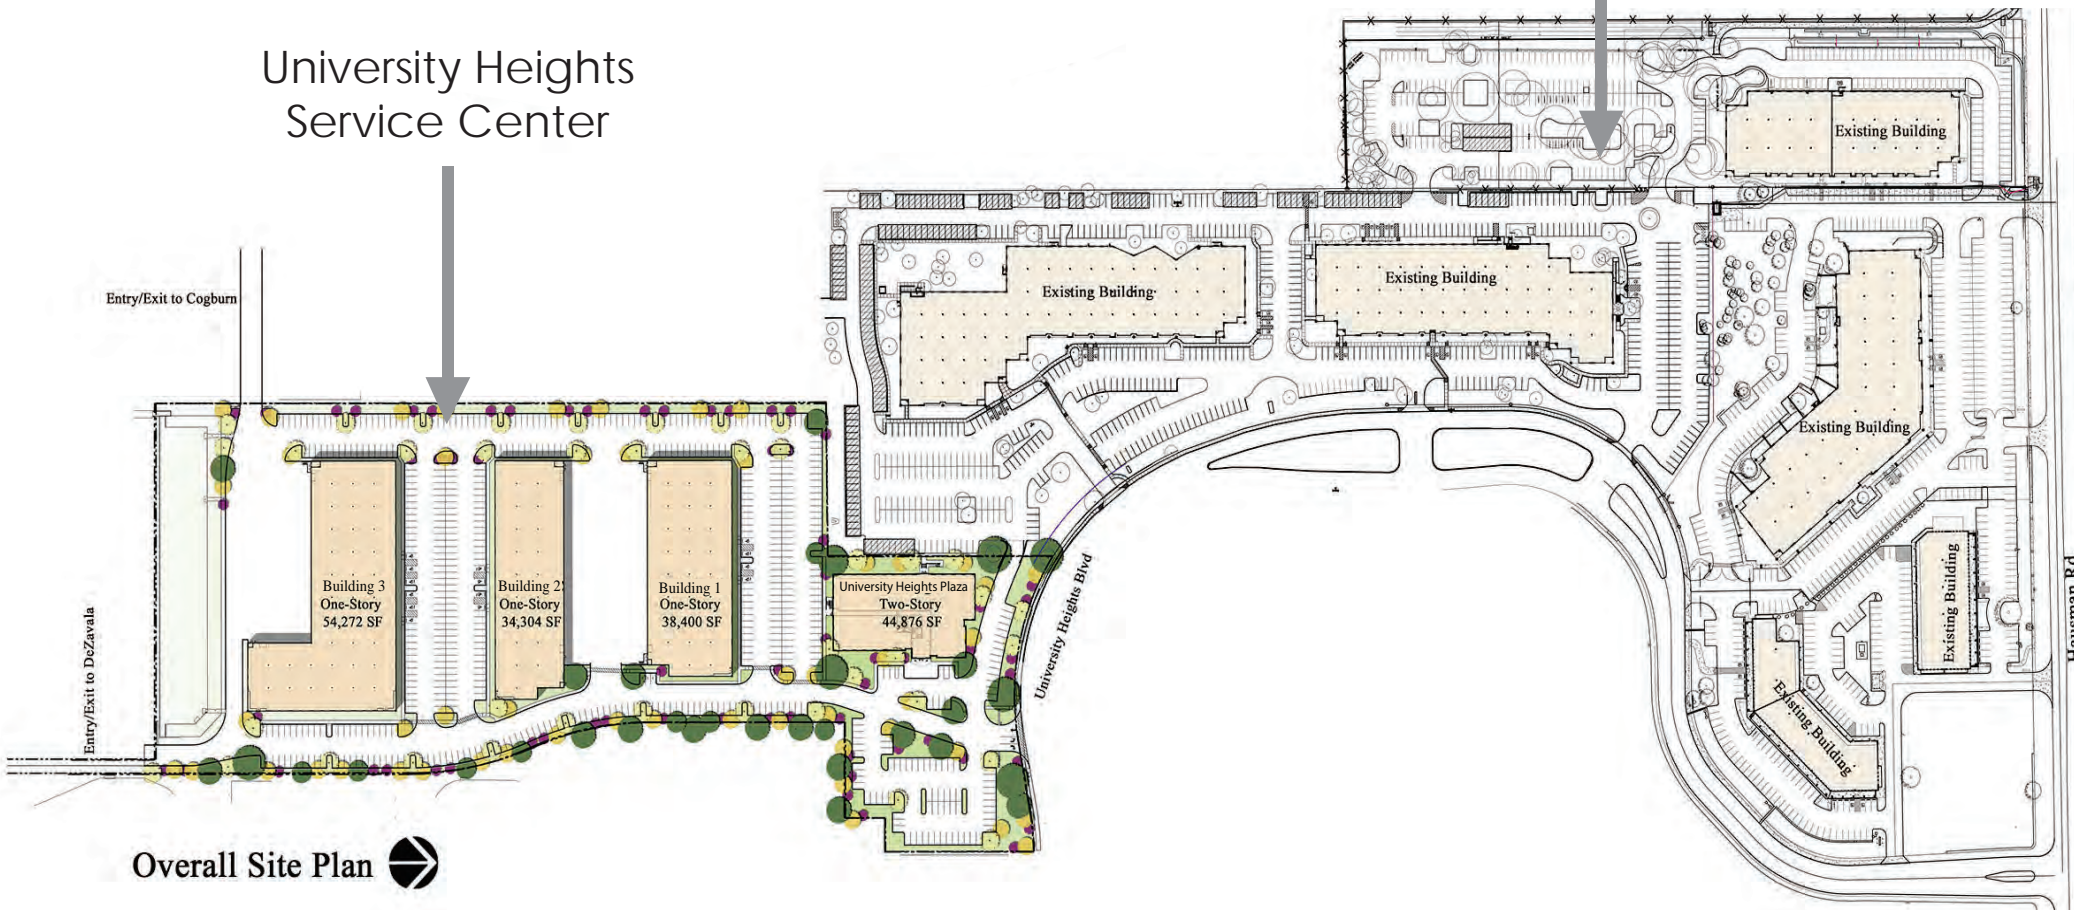 University Heights
Service Center
Existing Building
Existing Building
Existing Building
Entry/Exit to Cogburn
Existing Building
Existing Building
Existing Building
Housman Rd
University Heights Blvd
Building 3
One-Story
54,272 SF
Building 2
One-Story
34,304 SF
Building 1
One-Story
38,400 SF
University Heights Plaza
Two-Story
44,876 SF
Entry/Exit to DeZavala
Overall Site Plan